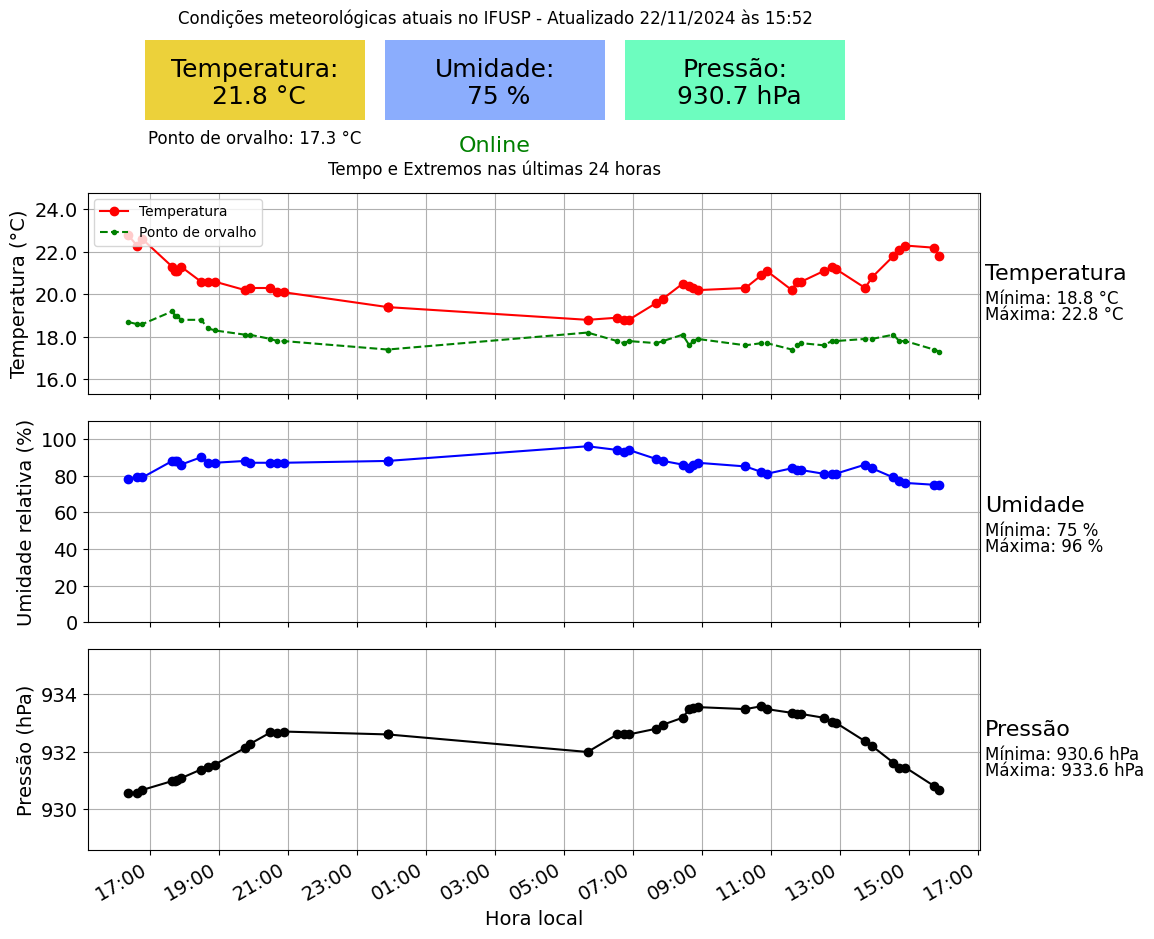 Condições meteorológicas atuais no IFUSP - Atualizado 22/11/2024 às 15:52
Temperatura:
21.8 °C
Umidade:
75 %
Pressão:
930.7 hPa
Ponto de orvalho: 17.3 °C
Online
Tempo e Extremos nas últimas 24 horas
Temperatura (°C)
24.0
22.0
20.0
18.0
16.0
Temperatura
Ponto de orvalho
Temperatura
Mínima: 18.8 °C
Máxima: 22.8 °C
Umidade relativa (%)
100
80
60
40
20
0
Umidade
Mínima: 75 %
Máxima: 96 %
Pressão (hPa)
934
932
930
Pressão
Mínima: 930.6 hPa
Máxima: 933.6 hPa
17:00 19:00 21:00 23:00 01:00 03:00 05:00 07:00 09:00 11:00 13:00 15:00 17:00
Hora local